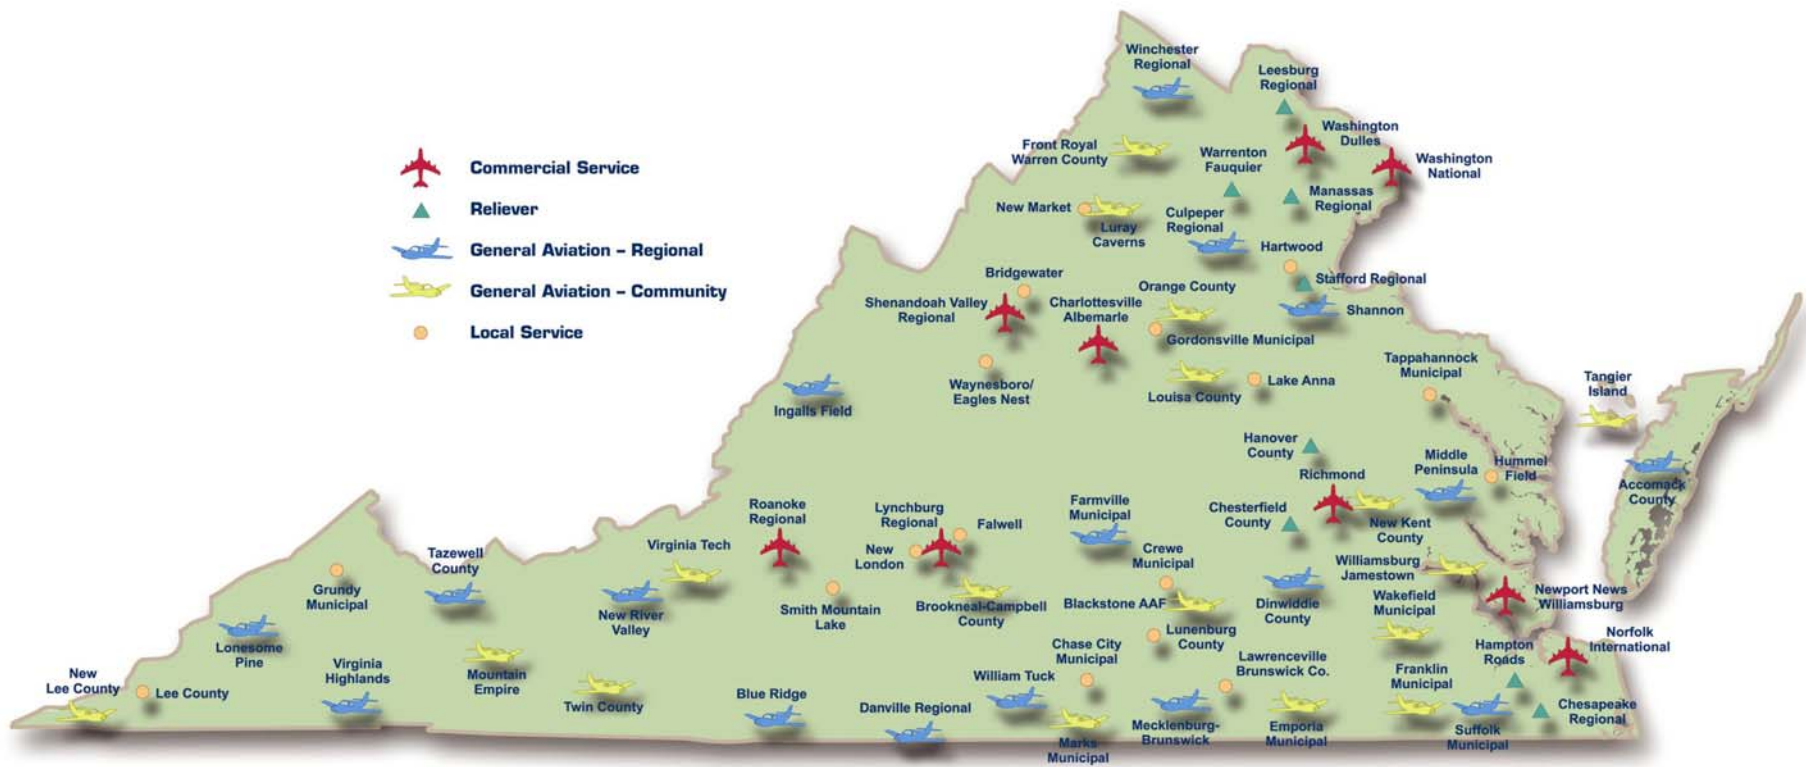 Commercial Service
Reliever
General Aviation – Regional
General Aviation – Community
Local Service
Winchester
Regional
Leesburg
Regional
Washington
Dulles
Washington
National
Front Royal
Warren County
Warrenton
Fauquier
Manassas
Regional
New Market
Luray
Caverns
Culpeper
Regional
Hartwood
Stafford Regional
Shannon
Bridgewater
Shenandoah Valley
Regional
Charlottesville
Albemarle
Orange County
Gordonsville Municipal
Waynesboro/
Eagles Nest
Ingalls Field
Louisa County
Lake Anna
Tappahannock
Municipal
Tangier
Island
Accomack
County
Hanover
County
Richmond
Middle
Peninsula
Hummel
Field
New Kent
County
Chesterfield
County
Farmville
Municipal
Crewe
Municipal
Roanoke
Regional
Lynchburg
Regional
Falwell
New
London
Virginia Tech
Tazewell
County
Grundy
Municipal
New River
Valley
Smith Mountain
Lake
Brookneal-Campbell
County
Blackstone AAF
Dinwiddie
County
Williamsburg
Jamestown
Wakefield
Municipal
Newport News
Williamsburg
Norfolk
International
Hampton
Roads
Chesapeake
Regional
Lonesome
Pine
New
Lee County
Lee County
Virginia
Highlands
Mountain
Empire
Twin County
Blue Ridge
Danville Regional
William Tuck
Chase City
Municipal
Lunenburg
County
Lawrenceville
Brunswick Co.
Marks
Municipal
Mecklenburg-
Brunswick
Emporia
Municipal
Franklin
Municipal
Suffolk
Municipal